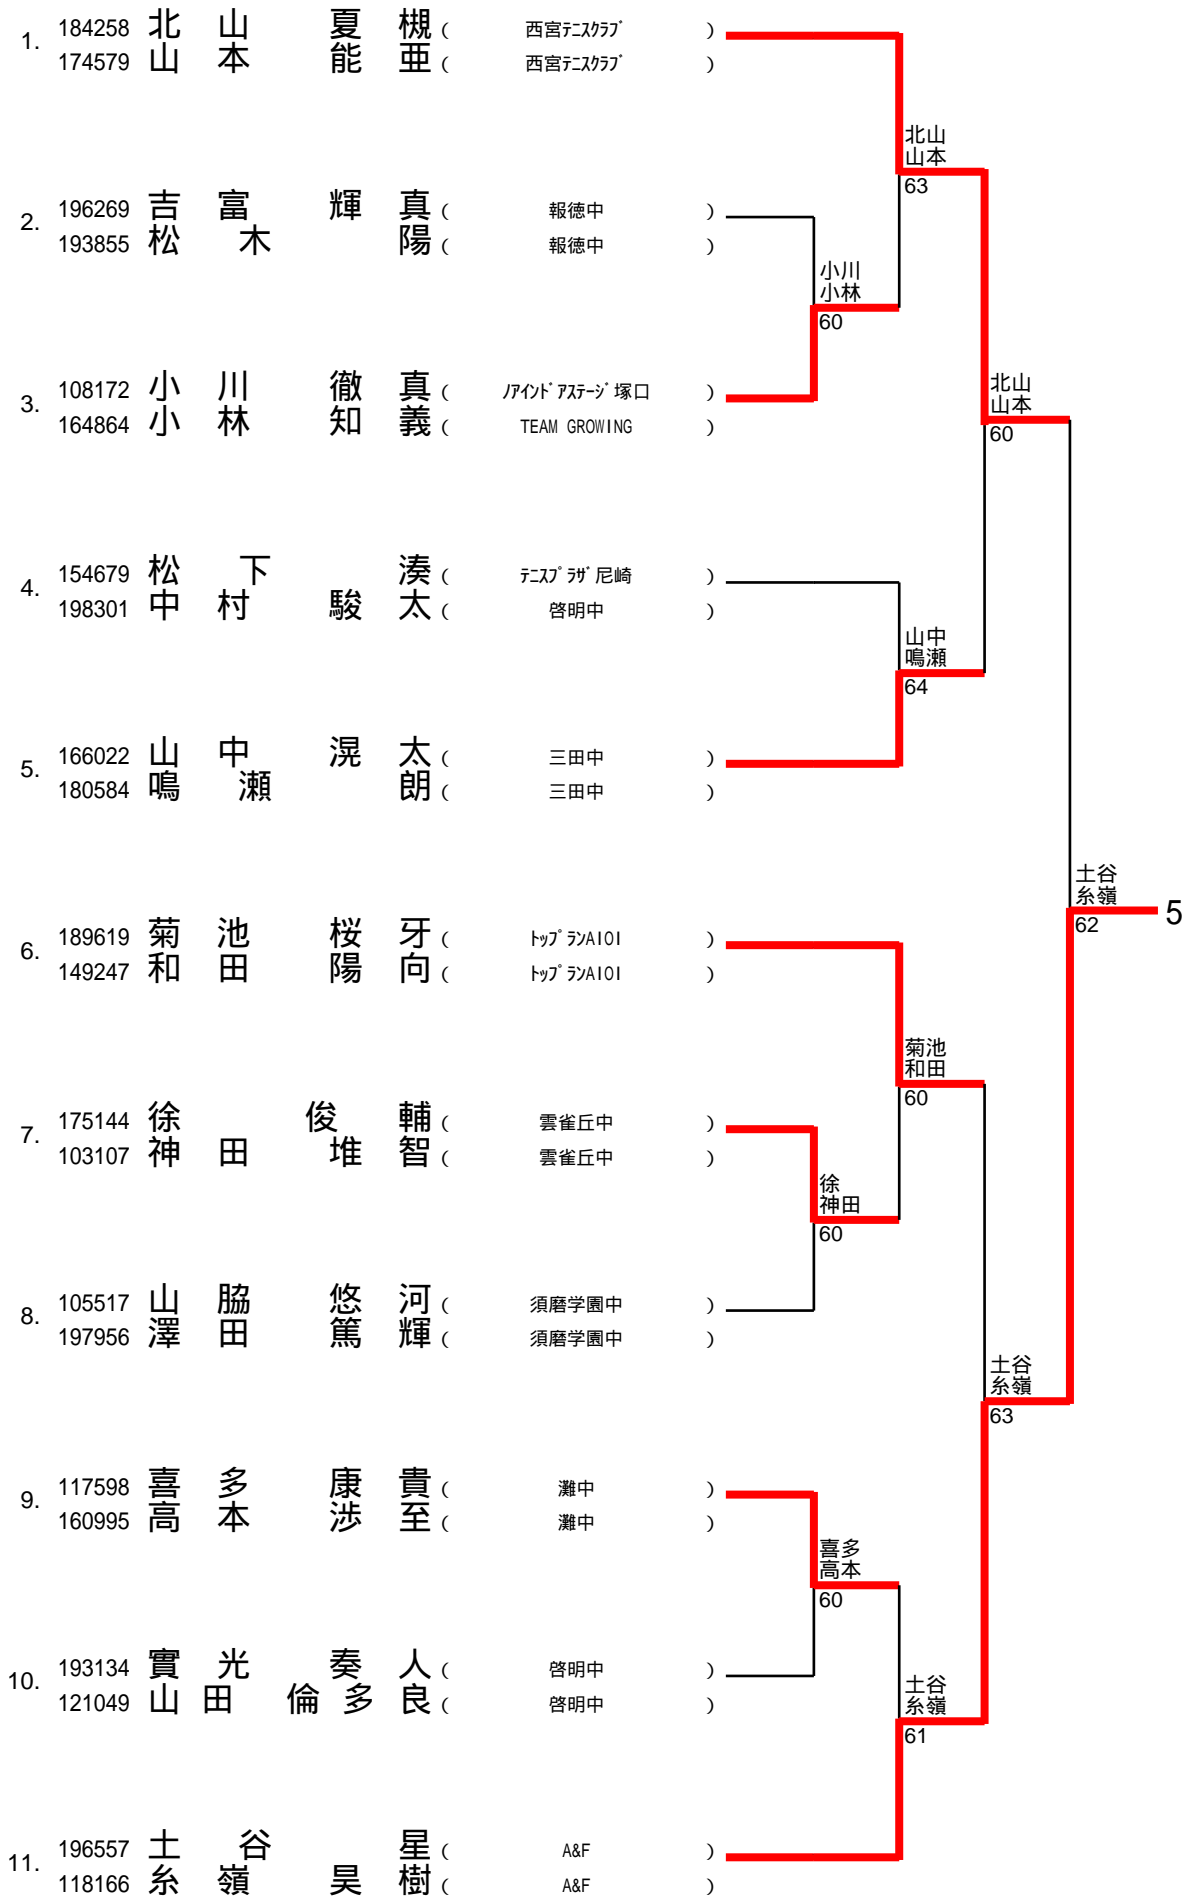 1. 184258 北山 夏槻 ( 西宮ﾃﾆｽｸﾗﾌﾞ )
174579 山本 能亜 ( 西宮ﾃﾆｽｸﾗﾌﾞ )
北山
山本
63
2. 196269 吉富 輝真 ( 報徳中 )
193855 松木 陽 ( 報徳中 )
小川
小林
60
3. 108172 小川 徹真 ( ﾉｱｲﾝﾄﾞｱｽﾃｰｼﾞ塚口 )
164864 小林 知義 ( TEAM GROWING )
北山
山本
60
4. 154679 松下 湊 ( ﾃﾆｽﾌﾟﾗｻﾞ尼崎 )
198301 中村 駿太 ( 啓明中 )
山中
鳴瀬
64
5. 166022 山中 滉太 ( 三田中 )
180584 鳴瀬 朗 ( 三田中 )
土谷
糸嶺
62
5
6. 189619 菊池 桜牙 ( ﾄｯﾌﾟﾗﾝAIOI )
149247 和田 陽向 ( ﾄｯﾌﾟﾗﾝAIOI )
菊池
和田
60
7. 175144 徐 俊輔 ( 雲雀丘中 )
103107 神田 堆智 ( 雲雀丘中 )
徐
神田
60
8. 105517 山脇 悠河 ( 須磨学園中 )
197956 澤田 篤輝 ( 須磨学園中 )
土谷
糸嶺
63
9. 117598 喜多 康貴 ( 灘中 )
160995 高本 渉至 ( 灘中 )
喜多
高本
60
10. 193134 實光 奏人 ( 啓明中 )
121049 山田 倫多良 ( 啓明中 )
土谷
糸嶺
61
11. 196557 土谷 星 ( A&F )
118166 糸嶺 昊樹 ( A&F )